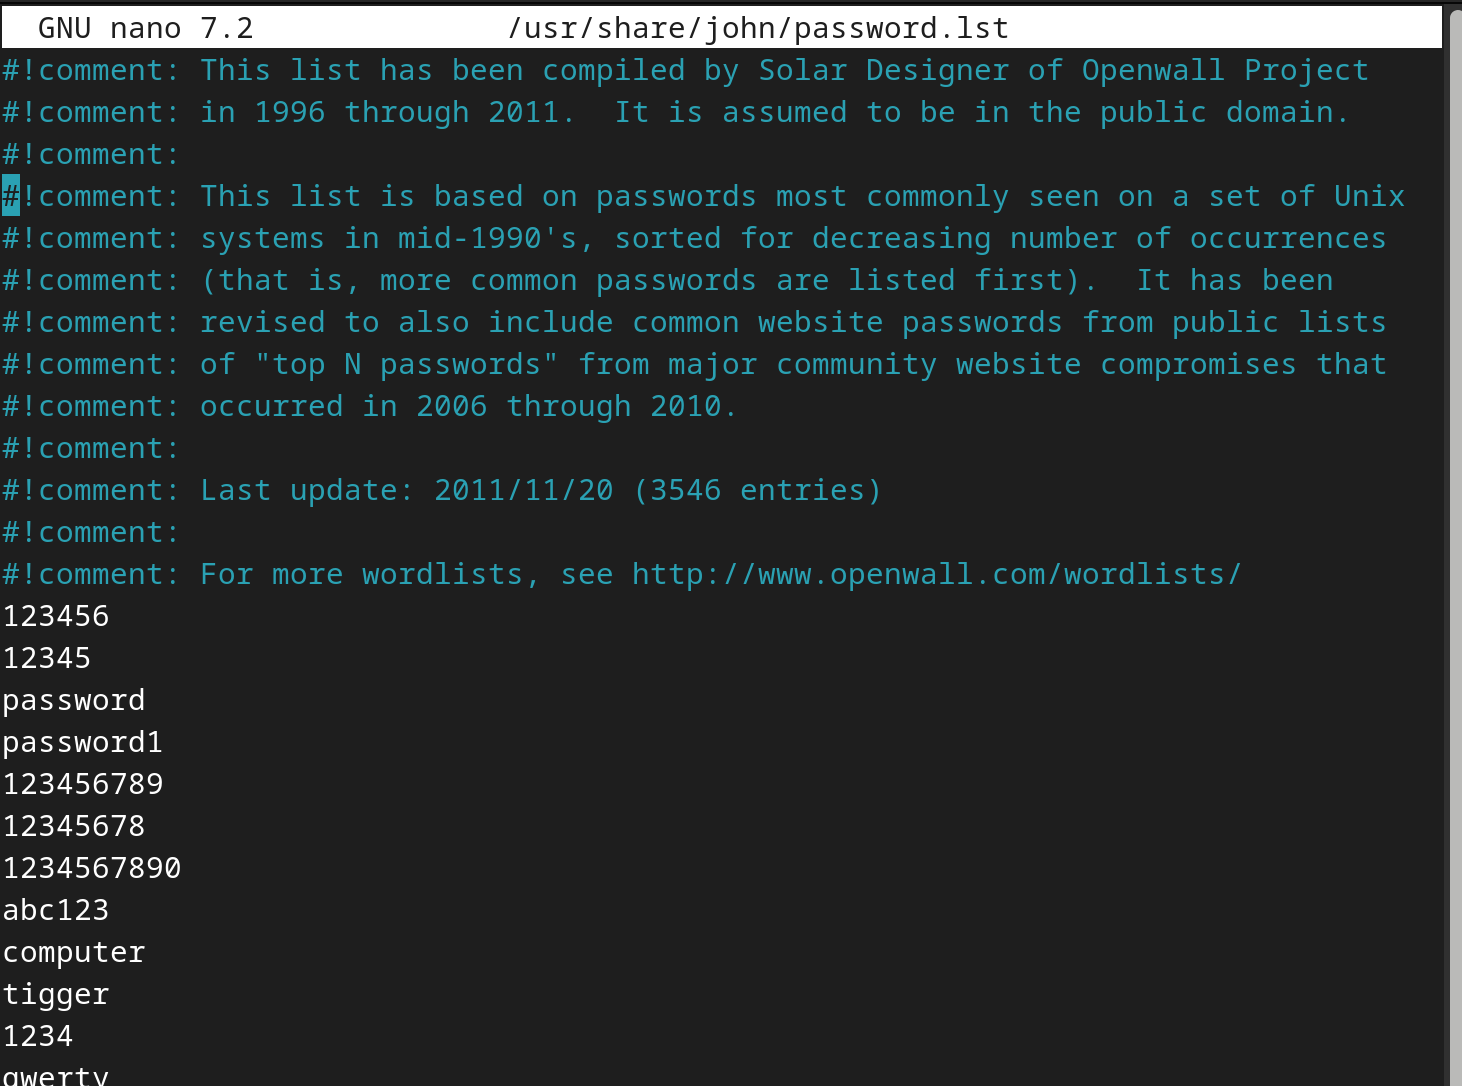 GNU nano 7.2 /usr/share/john/password.lst
#!comment: This list has been compiled by Solar Designer of Openwall Project
#!comment: in 1996 through 2011.  It is assumed to be in the public domain.
#!comment:
#!comment: This list is based on passwords most commonly seen on a set of Unix
#!comment: systems in mid-1990's, sorted for decreasing number of occurrences
#!comment: (that is, more common passwords are listed first).  It has been
#!comment: revised to also include common website passwords from public lists
#!comment: of "top N passwords" from major community website compromises that
#!comment: occurred in 2006 through 2010.
#!comment:
#!comment: Last update: 2011/11/20 (3546 entries)
#!comment:
#!comment: For more wordlists, see http://www.openwall.com/wordlists/
123456
12345
password
password1
123456789
12345678
1234567890
abc123
computer
tigger
1234
qwerty